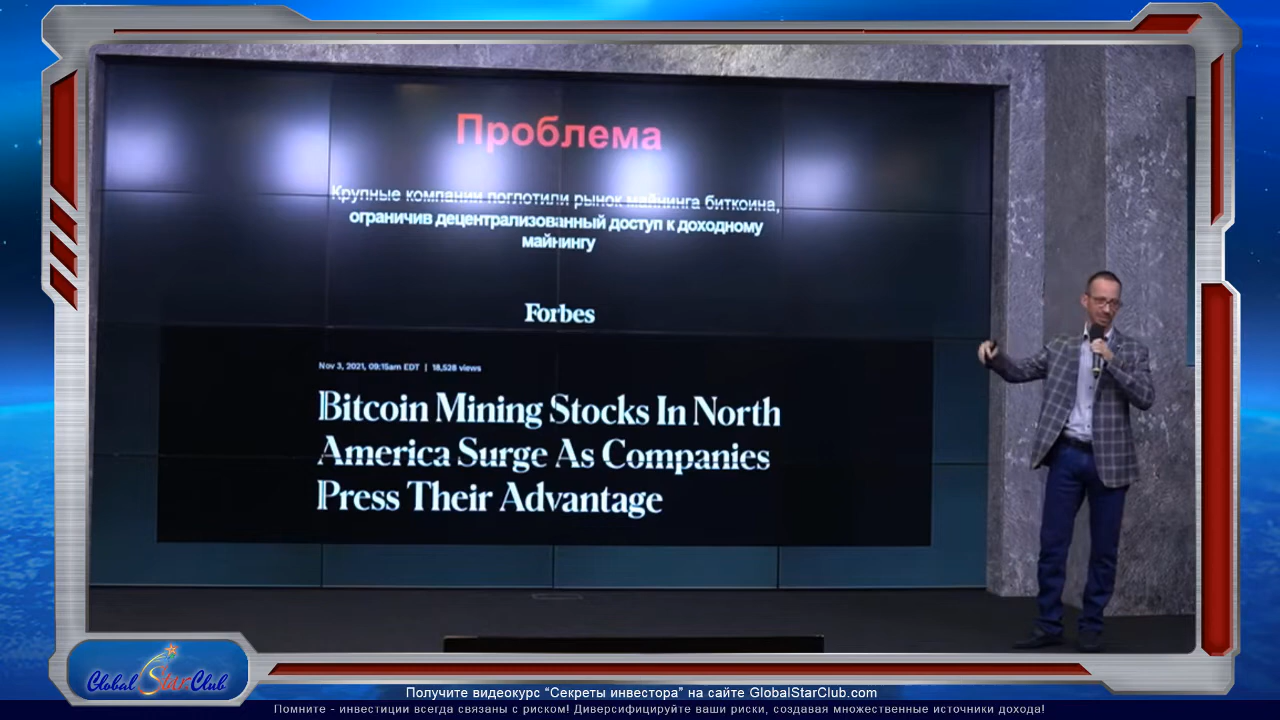 Проблема
Крупные компании поглотили рынок майнинга биткоина,
ограничив децентрализованный доступ к доходному
майнингу
Forbes
Nov 3, 2021, 09:15am EDT | 18,528 views
Bitcoin Mining Stocks In North
America Surge As Companies
Press Their Advantage
Global Star Club
Получите видеокурс "Секреты инвестора" на сайте GlobalStarClub.com
Помните - инвестиции всегда связаны с риском! Диверсифицируйте ваши риски, создавая множественные источники дохода!